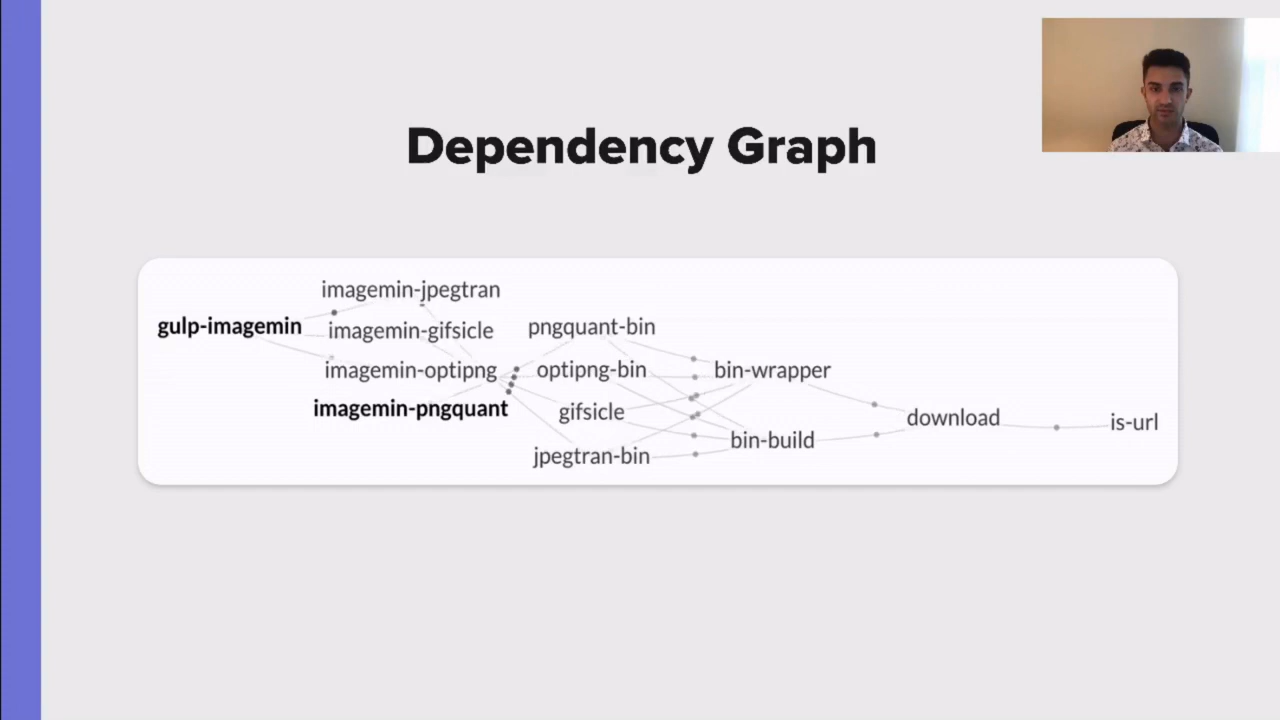 Dependency Graph
imagemin-jpegtran
gulp-imagemin
imagemin-gifsicle
pngquant-bin
imagemin-optipng
optipng-bin
bin-wrapper
imagemin-pngquant
gifsicle
download
is-url
bin-build
jpegtran-bin